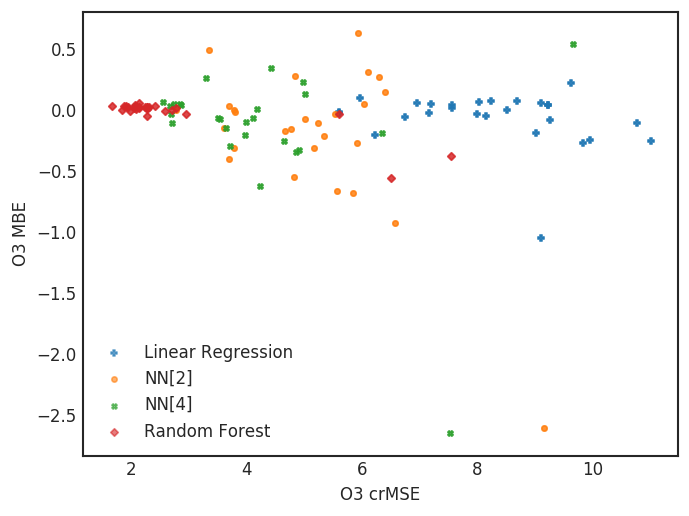 0.5
0.0
−0.5
−1.0
−1.5
−2.0
−2.5
O3 MBE
Linear Regression
NN[2]
NN[4]
Random Forest
2 4 6 8 10
O3 crMSE